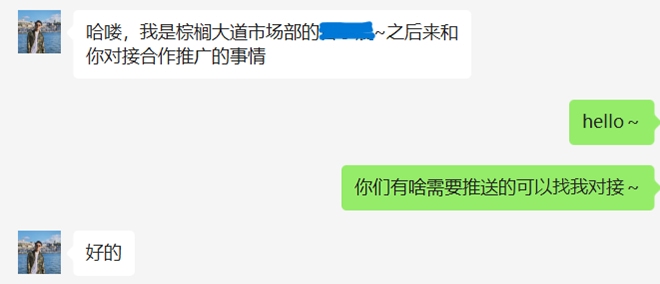 哈喽，我是棕榈大道市场部的~之后来和
你对接合作推广的事情
hello~
你们有啥需要推送的可以找我对接~
好的